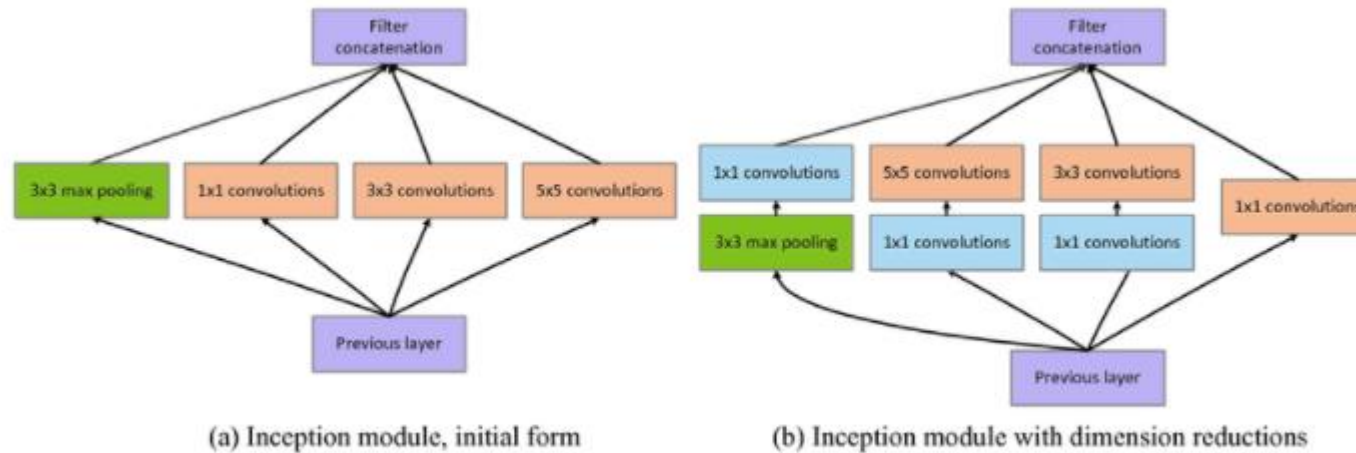 Filter
concatenation
3x3 max pooling
1x1 convolutions
3x3 convolutions
5x5 convolutions
Previous layer
(a) Inception module, initial form
Filter
concatenation
1x1 convolutions
5x5 convolutions
3x3 convolutions
1x1 convolutions
3x3 max pooling
1x1 convolutions
1x1 convolutions
Previous layer
(b) Inception module with dimension reductions